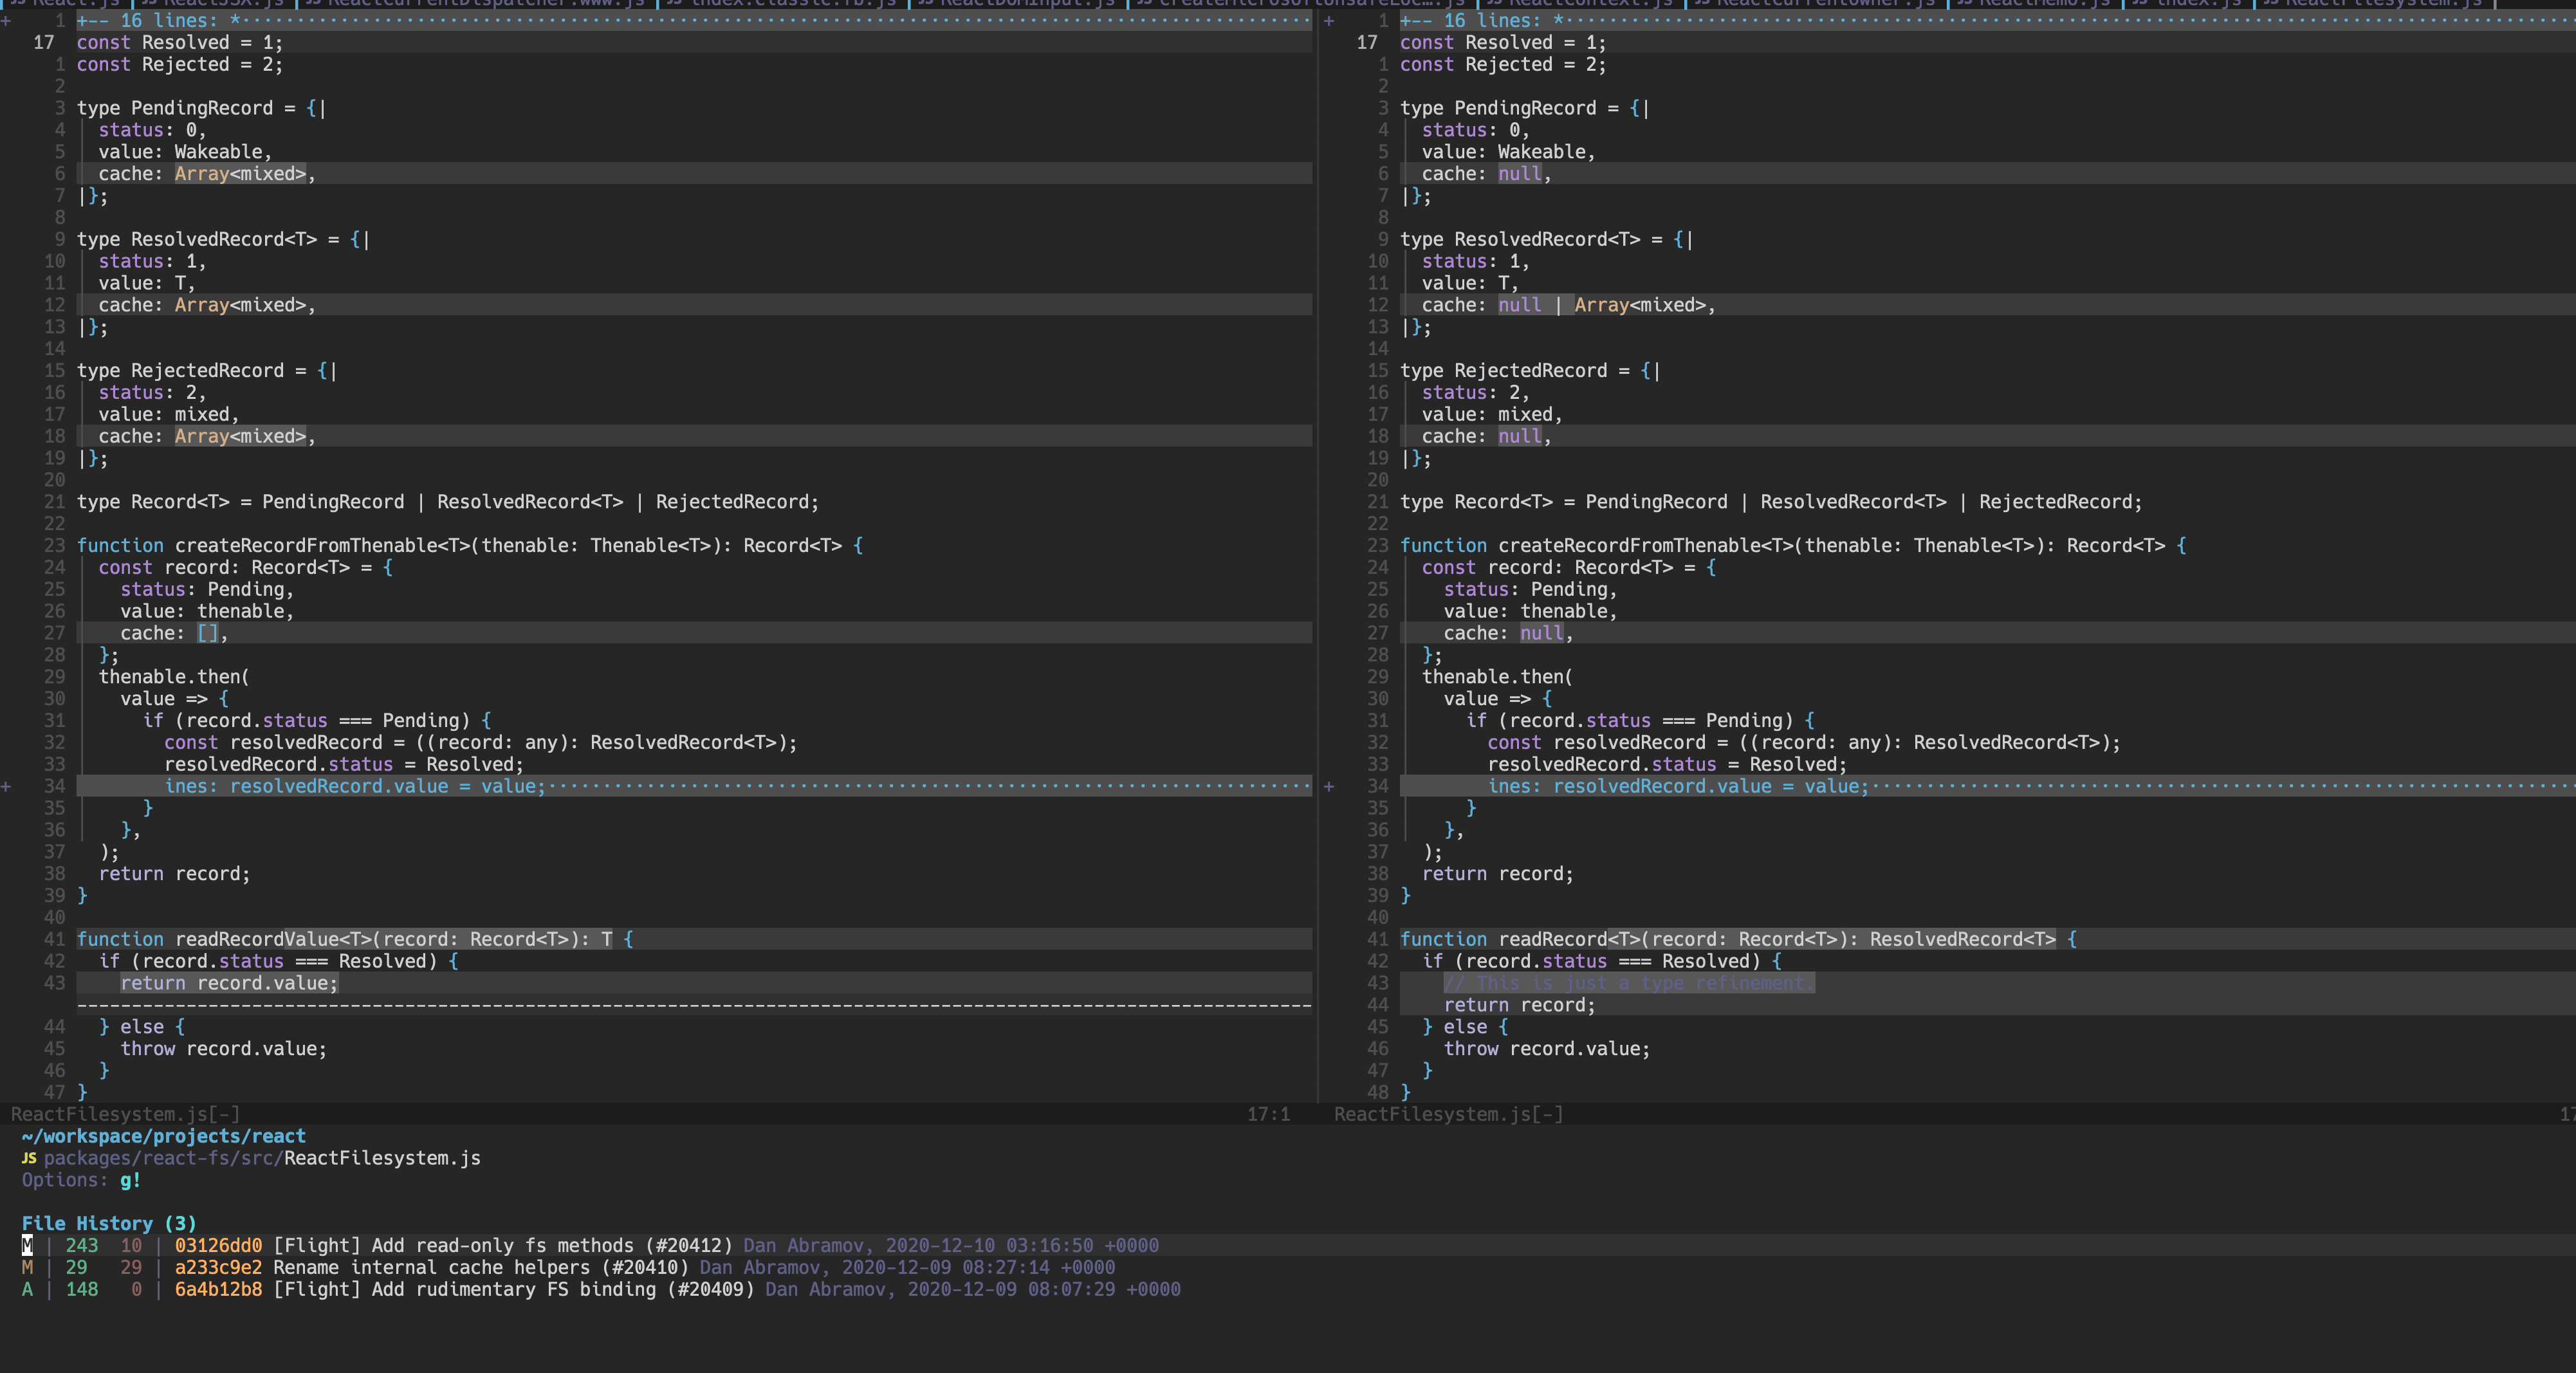 React.js ReactJSX.js ReactCurrentDispatcher.www.js index.classic.fb.js ReactDOMInput.js ReactContext.js ReactCurrentOwner.js ReactMemo.js index.js ReactFilesystem.js
+ 1 +-- 16 lines: *
17 const Resolved = 1;
1 const Rejected = 2;
2
3 type PendingRecord = {|
4 status: 0,
5 value: Wakeable,
6 cache: Array<mixed>,
7 |};
8
9 type ResolvedRecord<T> = {|
10 status: 1,
11 value: T,
12 cache: Array<mixed>,
13 |};
14
15 type RejectedRecord = {|
16 status: 2,
17 value: mixed,
18 cache: Array<mixed>,
19 |};
20
21 type Record<T> = PendingRecord | ResolvedRecord<T> | RejectedRecord;
22
23 function createRecordFromThenable<T>(thenable: Thenable<T>): Record<T> {
24 const record: Record<T> = {
25 status: Pending,
26 value: thenable,
27 cache: [],
28 };
29 thenable.then(
30 value => {
31 if (record.status === Pending) {
32 const resolvedRecord = ((record: any): ResolvedRecord<T>);
33 resolvedRecord.status = Resolved;
+ 34 ines: resolvedRecord.value = value;
35 }
36 },
37 );
38 return record;
39 }
40
41 function readRecordValue<T>(record: Record<T>): T {
42 if (record.status === Resolved) {
43 return record.value;
44 } else {
45 throw record.value;
46 }
47 }
ReactFilesystem.js[-] 17:1
+ 1 +-- 16 lines: *
17 const Resolved = 1;
1 const Rejected = 2;
2
3 type PendingRecord = {|
4 status: 0,
5 value: Wakeable,
6 cache: null,
7 |};
8
9 type ResolvedRecord<T> = {|
10 status: 1,
11 value: T,
12 cache: null | Array<mixed>,
13 |};
14
15 type RejectedRecord = {|
16 status: 2,
17 value: mixed,
18 cache: null,
19 |};
20
21 type Record<T> = PendingRecord | ResolvedRecord<T> | RejectedRecord;
22
23 function createRecordFromThenable<T>(thenable: Thenable<T>): Record<T> {
24 const record: Record<T> = {
25 status: Pending,
26 value: thenable,
27 cache: null,
28 };
29 thenable.then(
30 value => {
31 if (record.status === Pending) {
32 const resolvedRecord = ((record: any): ResolvedRecord<T>);
33 resolvedRecord.status = Resolved;
+ 34 ines: resolvedRecord.value = value;
35 }
36 },
37 );
38 return record;
39 }
40
41 function readRecord<T>(record: Record<T>): ResolvedRecord<T> {
42 if (record.status === Resolved) {
43 // This is just a type refinement.
44 return record;
45 } else {
46 throw record.value;
47 }
48 }
ReactFilesystem.js[-] 17
~/workspace/projects/react
JS packages/react-fs/src/ReactFilesystem.js
Options: g!
File History (3)
M | 243 10 | 03126dd0 [Flight] Add read-only fs methods (#20412) Dan Abramov, 2020-12-10 03:16:50 +0000
M | 29 29 | a233c9e2 Rename internal cache helpers (#20410) Dan Abramov, 2020-12-09 08:27:14 +0000
A | 148 0 | 6a4b12b8 [Flight] Add rudimentary FS binding (#20409) Dan Abramov, 2020-12-09 08:07:29 +0000